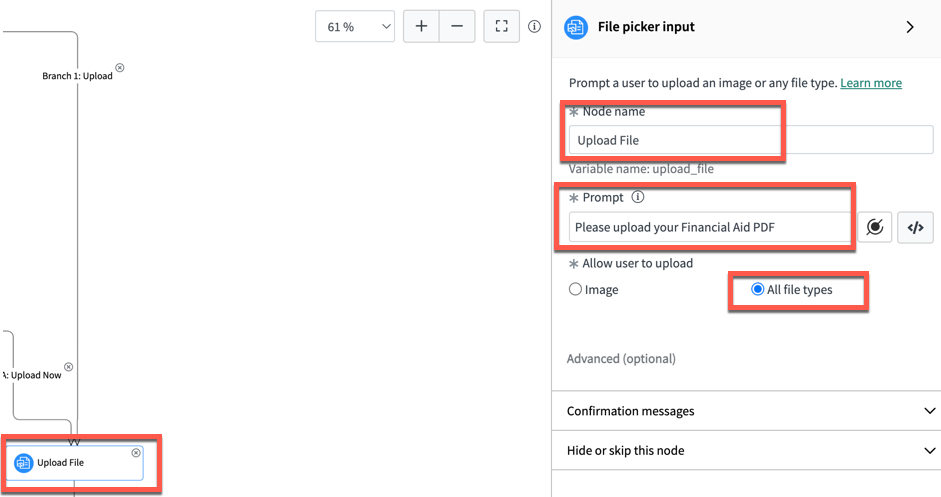 61 %
Branch 1: Upload
Upload Now
Upload File
File picker input
Prompt a user to upload an image or any file type. Learn more
* Node name
Upload File
Variable name: upload_file
* Prompt
Please upload your Financial Aid PDF
</>
* Allow user to upload
Image
All file types
Advanced (optional)
Confirmation messages
Hide or skip this node